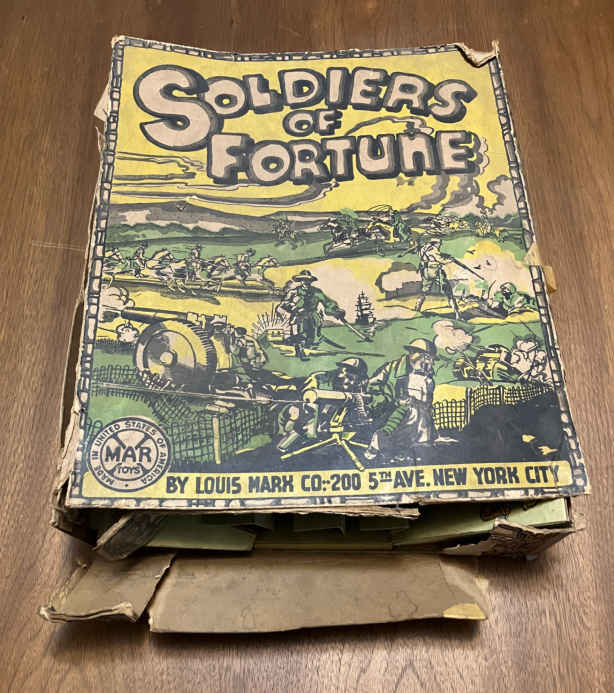 SOLDIERS
OF
FORTUNE
MADE IN UNITED STATES OF AMERICA
MAR
TOYS
BY LOUIS MARX CO:-200 5TH AVE. NEW YORK CITY